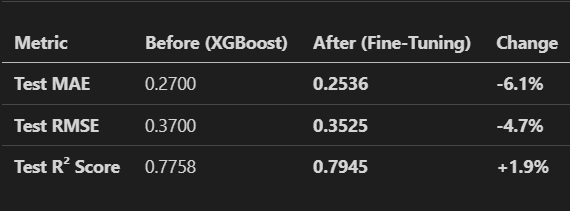 Metric Before (XGBoost) After (Fine-Tuning) Change
Test MAE 0.2700 0.2536 -6.1%
Test RMSE 0.3700 0.3525 -4.7%
Test R² Score 0.7758 0.7945 +1.9%